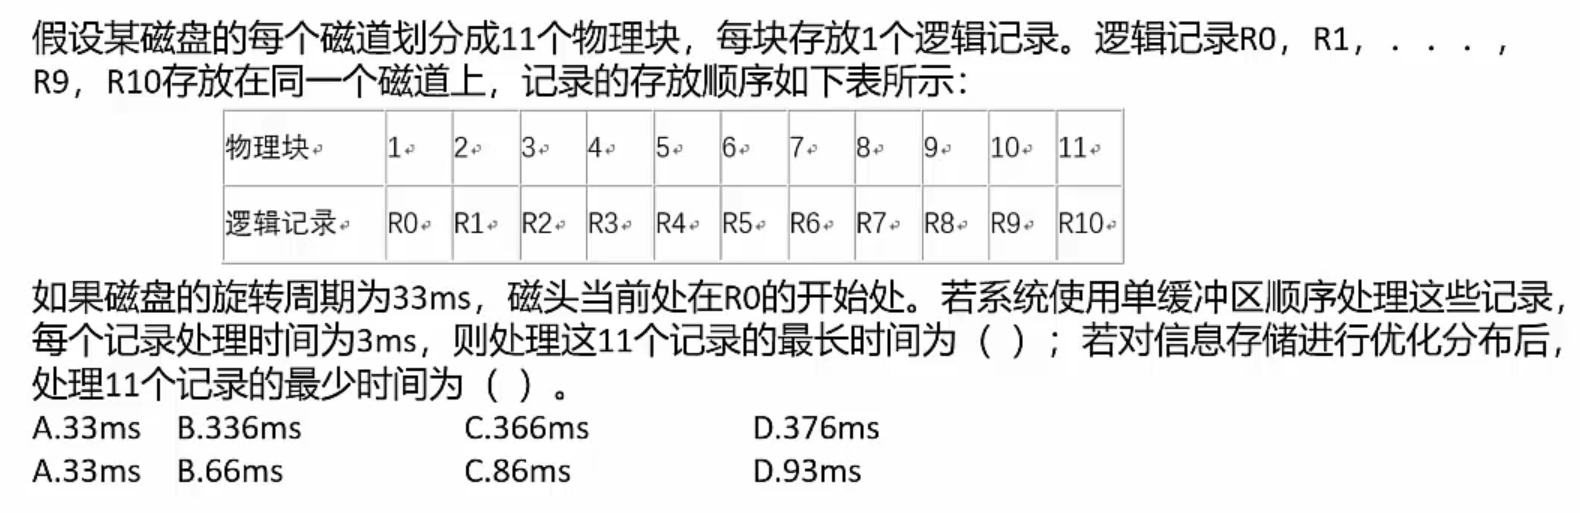 假设某磁盘的每个磁道划分成11个物理块，每块存放1个逻辑记录。逻辑记录R0，R1，. . . ，
R9，R10存放在同一个磁道上，记录的存放顺序如下表所示：
物理块 1 2 3 4 5 6 7 8 9 10 11
逻辑记录 R0 R1 R2 R3 R4 R5 R6 R7 R8 R9 R10
如果磁盘的旋转周期为33ms，磁头当前处在R0的开始处。若系统使用单缓冲区顺序处理这些记录，
每个记录处理时间为3ms，则处理这11个记录的最长时间为（ ）；若对信息存储进行优化分布后，
处理11个记录的最少时间为（ ）。
A.33ms B.336ms C.366ms D.376ms
A.33ms B.66ms C.86ms D.93ms